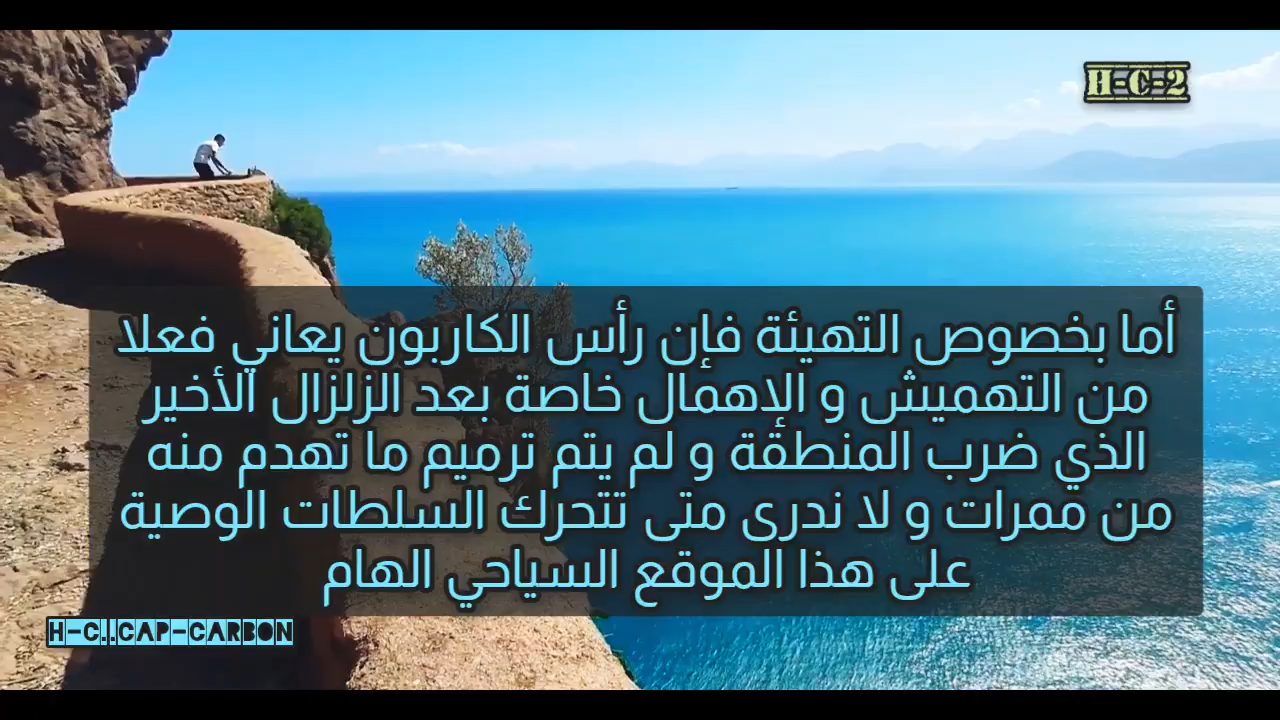 H-C-2
أما بخصوص التهيئة فإن رأس الكاربون يعاني فعلا
من التهميش و الإهمال خاصة بعد الزلزال الأخير
الذي ضرب المنطقة و لم يتم ترميم ما تهدم منه
من ممرات و لا ندرى متى تتحرك السلطات الوصية
على هذا الموقع السياحي الهام
H-C..CAP-CARBON